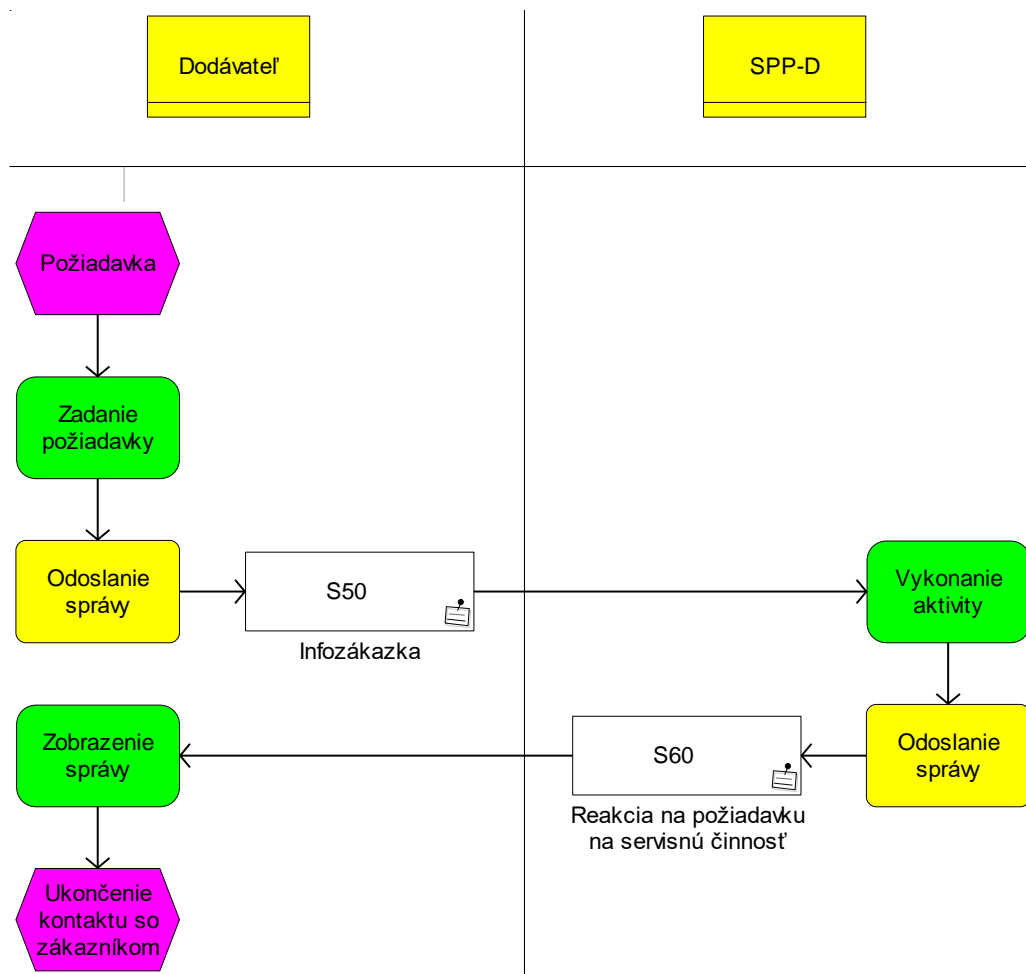 Dodávateľ
SPP-D
Požiadavka
Zadanie
požiadavky
Odoslanie
správy
S50
Infozákazka
Vykonanie
aktivity
Zobrazenie
správy
S60
Reakcia na požiadavku
na servisnú činnosť
Odoslanie
správy
Ukončenie
kontaktu so
zákazníkom